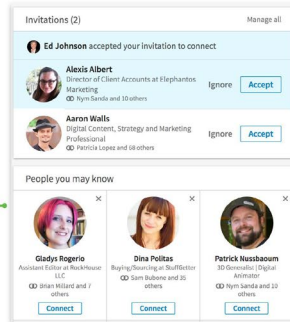 Invitations (2) Manage all
Ed Johnson accepted your invitation to connect
Alexis Albert
Director of Client Accounts at Elephantos
Marketing
Nym Sanda and 10 others
Ignore Accept
Aaron Walls
Digital Content, Strategy and Marketing
Professional
Patricia Lopes and 68 others
Ignore Accept
People you may know
Gladys Rogerio
Assistant Editor at RockHouse
LLC
Brian Millard and 7
others
Connect
Dina Politas
Buying/Sourcing at StuffBetter
Sam Bubone and 35
others
Connect
Patrick Nussbaum
3D Generalist | Digital
Animator
Nym Sanda and 10
others
Connect